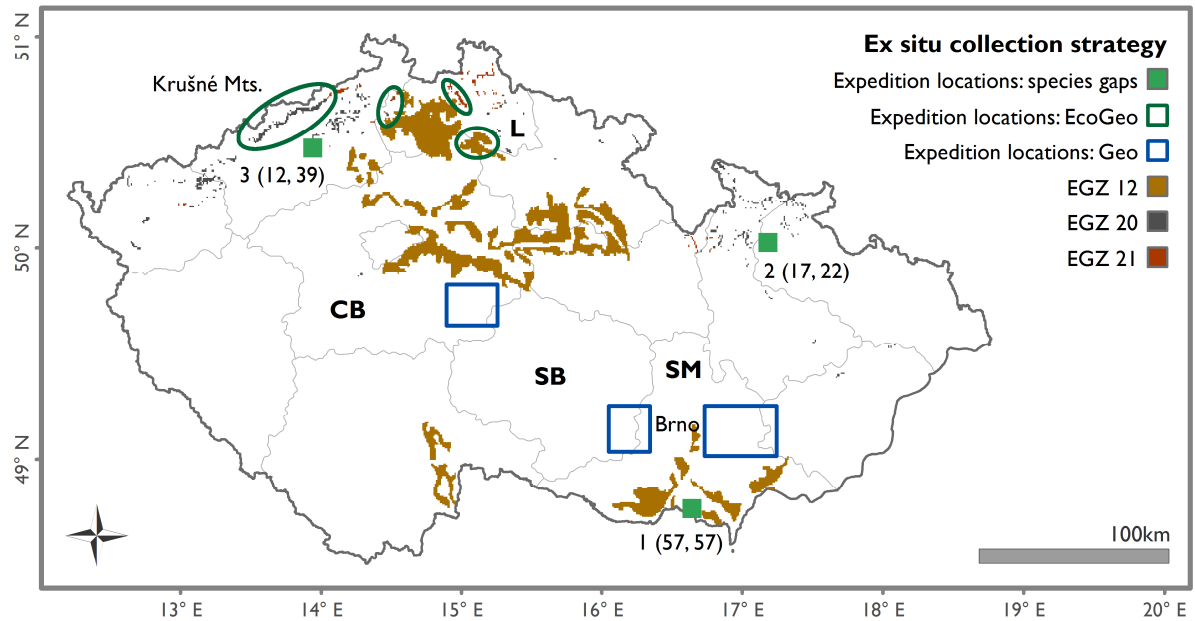 51° N
50° N
49° N
Ex situ collection strategy
Expedition locations: species gaps
Expedition locations: EcoGeo
Expedition locations: Geo
EGZ 12
EGZ 20
EGZ 21
Krušné Mts.
L
3 (12, 39)
2 (17, 22)
CB
SB
SM
Brno
1 (57, 57)
100km
13° E
14° E
15° E
16° E
17° E
18° E
19° E
20° E